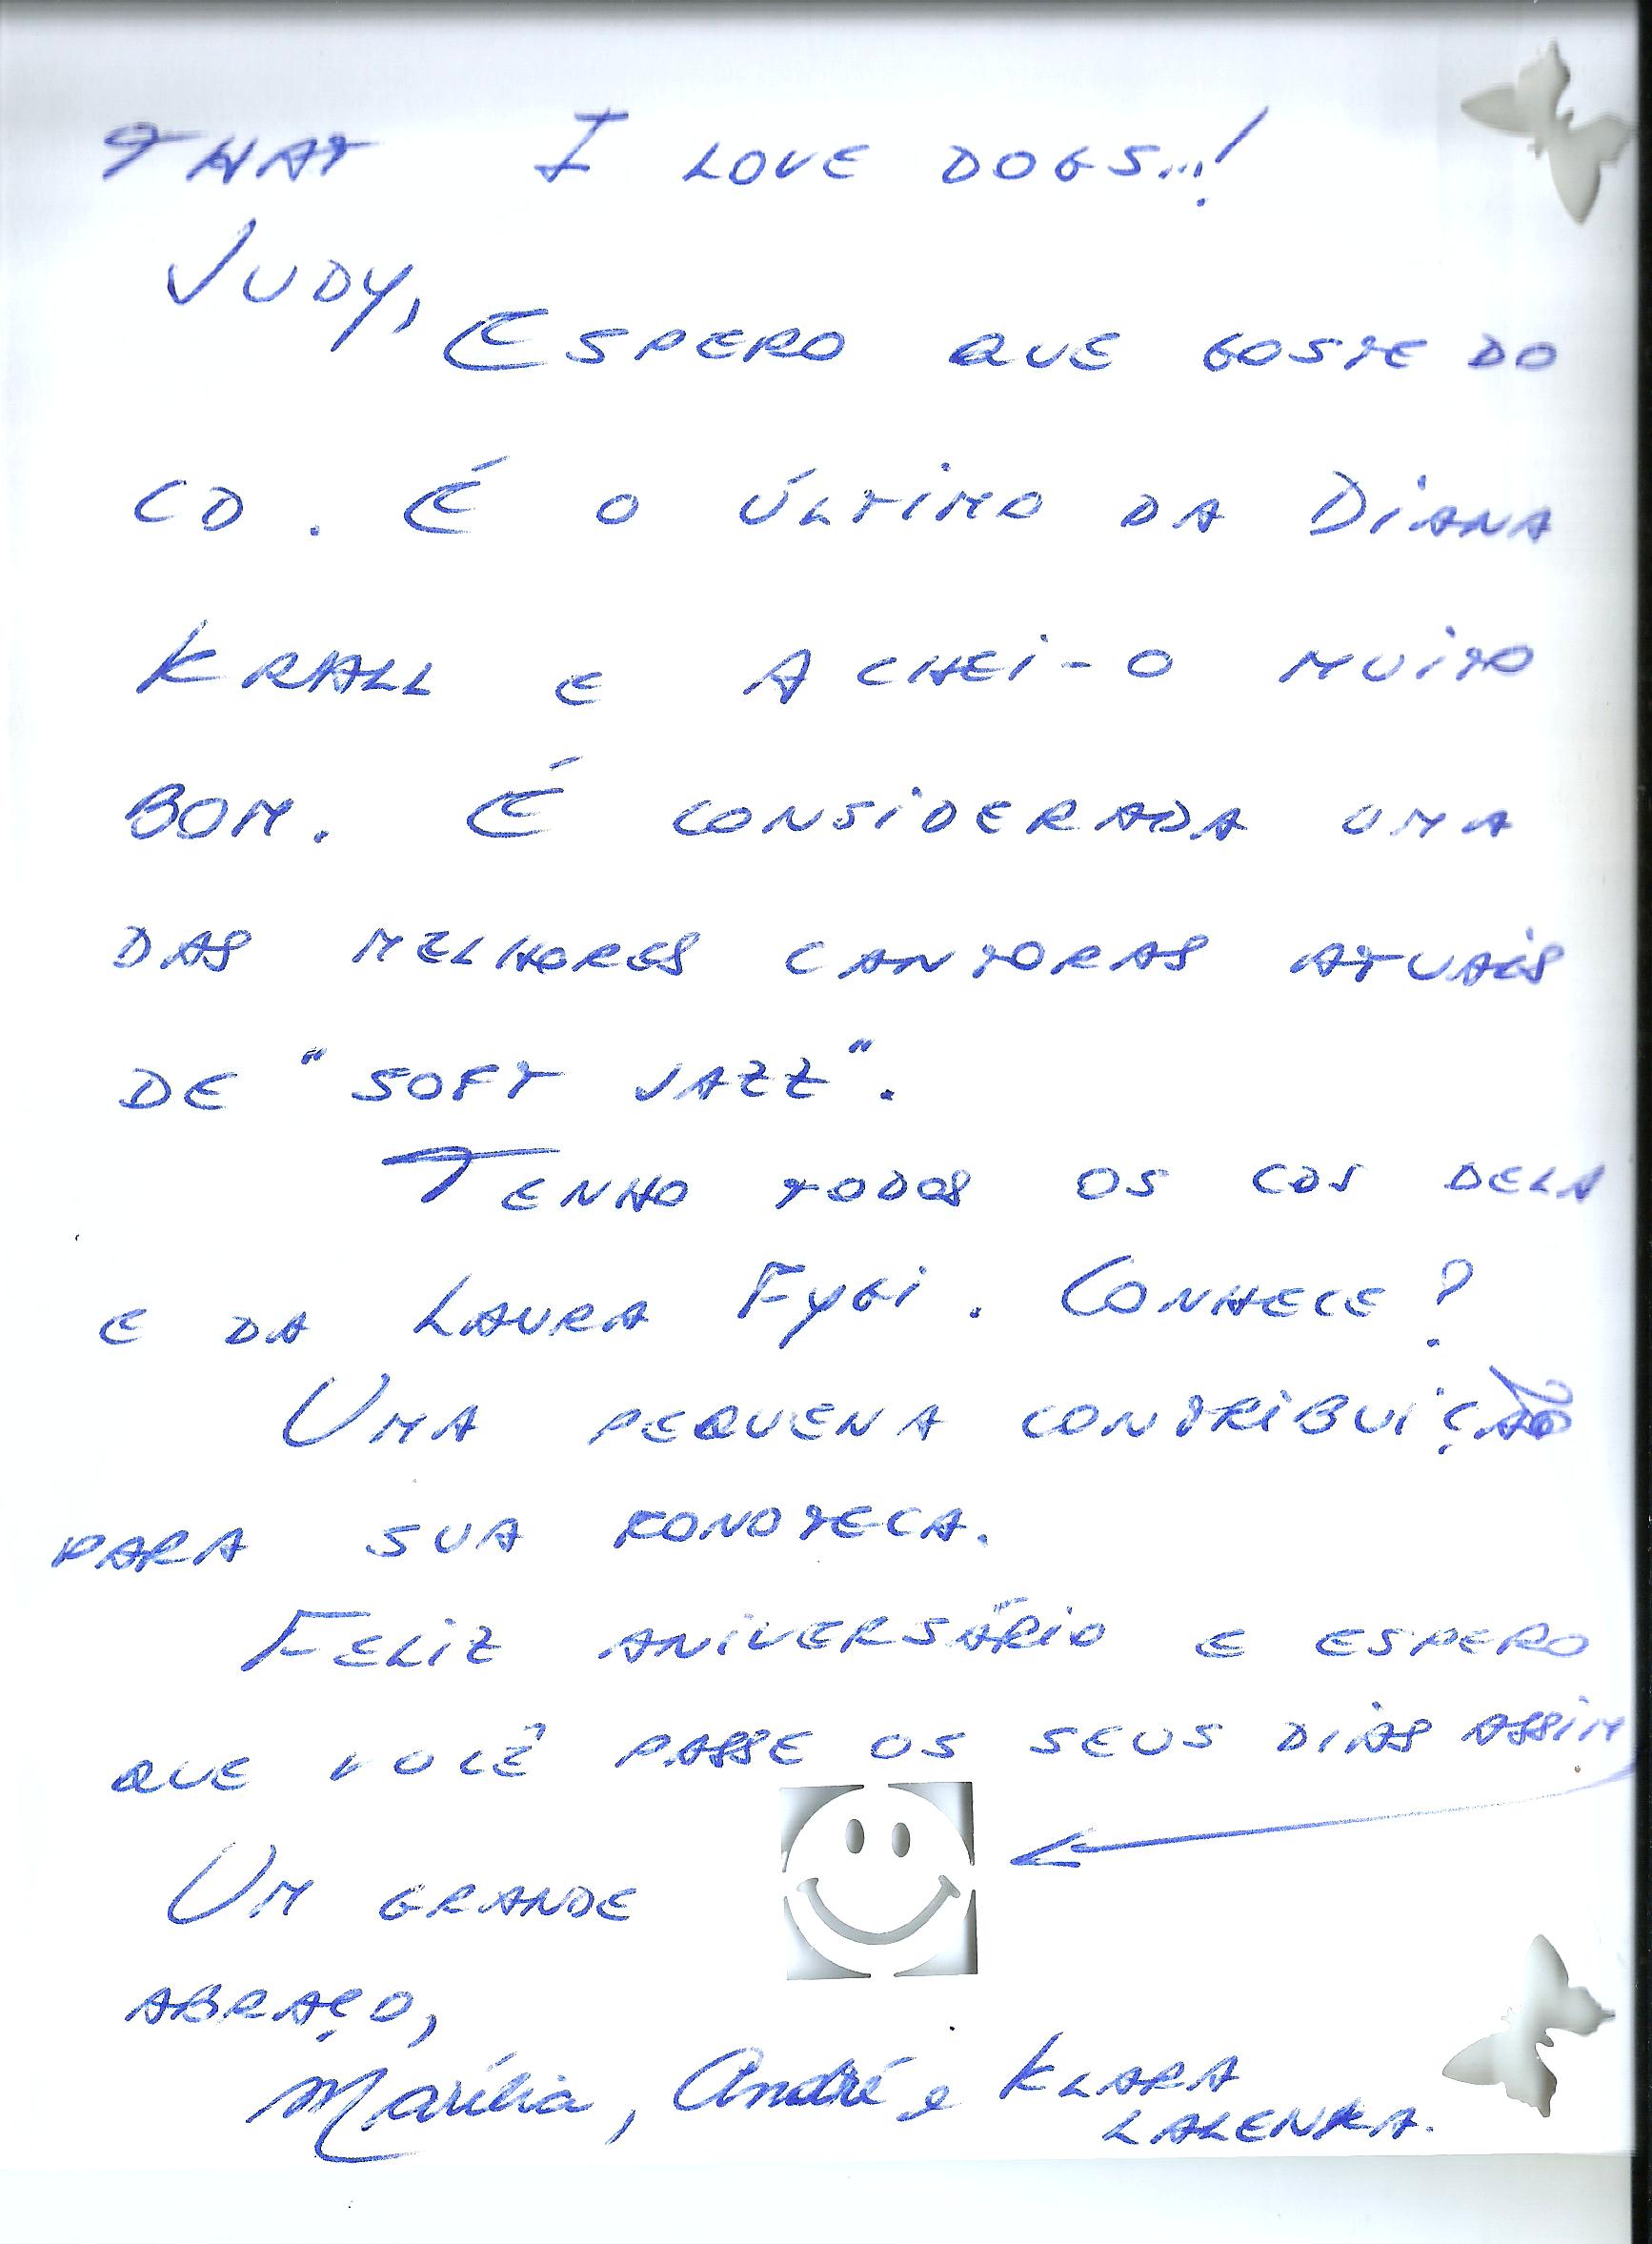 THAT I LOVE DOGS...!
JUDY,
ESPERO QUE GOSTE DO
CD. É O ÚLTIMO DA DIANA
KRALL E ACHEI-O MUITO
BOM. É CONSIDERADA UMA
DAS MELHORES CANTORAS ATUAIS
DE "SOFT JAZZ".
TENHO TODOS OS CDS DELA
E DA LAURA FYGI. CONHECE?
UMA PEQUENA CONTRIBUIÇÃO
PARA SUA FONOTECA.
FELIZ ANIVERSÁRIO E ESPERO
QUE VOCÊ PASSE OS SEUS DIAS ASSIM
UM GRANDE
ABRAÇO,
Marília, André e KLARA
LALENKA.